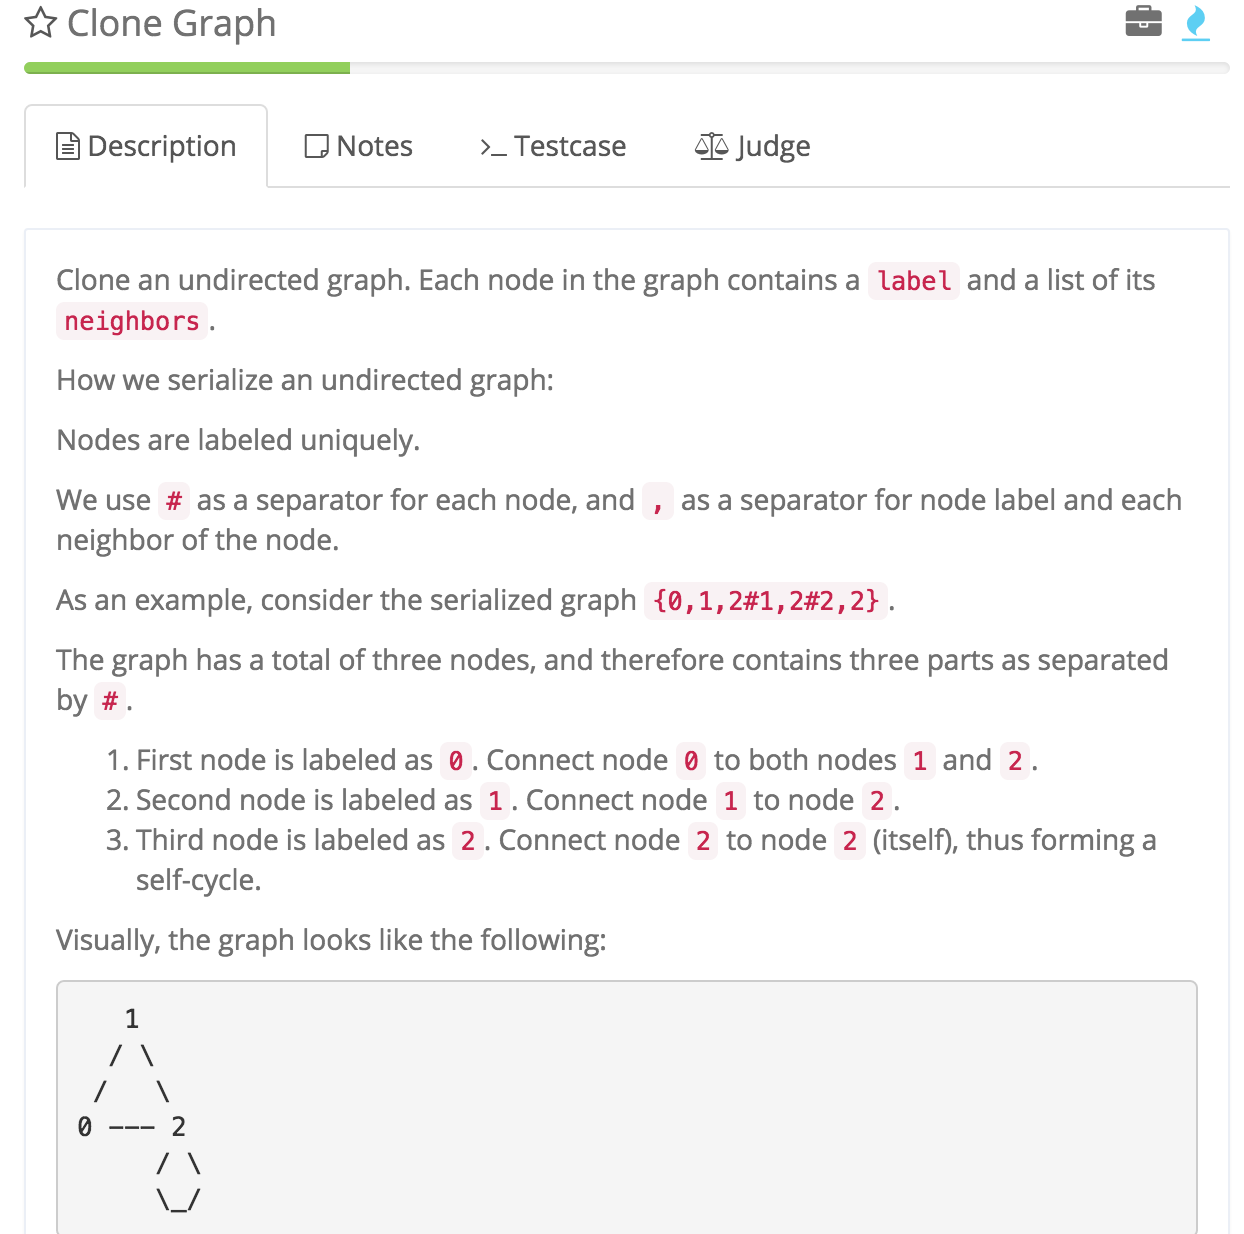 Clone Graph
Description Notes >_ Testcase Judge
Clone an undirected graph. Each node in the graph contains a label and a list of its
neighbors .
How we serialize an undirected graph:
Nodes are labeled uniquely.
We use # as a separator for each node, and , as a separator for node label and each
neighbor of the node.
As an example, consider the serialized graph {0,1,2#1,2#2,2} .
The graph has a total of three nodes, and therefore contains three parts as separated
by # .
1. First node is labeled as 0 . Connect node 0 to both nodes 1 and 2 .
2. Second node is labeled as 1 . Connect node 1 to node 2 .
3. Third node is labeled as 2 . Connect node 2 to node 2 (itself), thus forming a
self-cycle.
Visually, the graph looks like the following:
1
/ \
/ \
0 --- 2
/ \
\_/